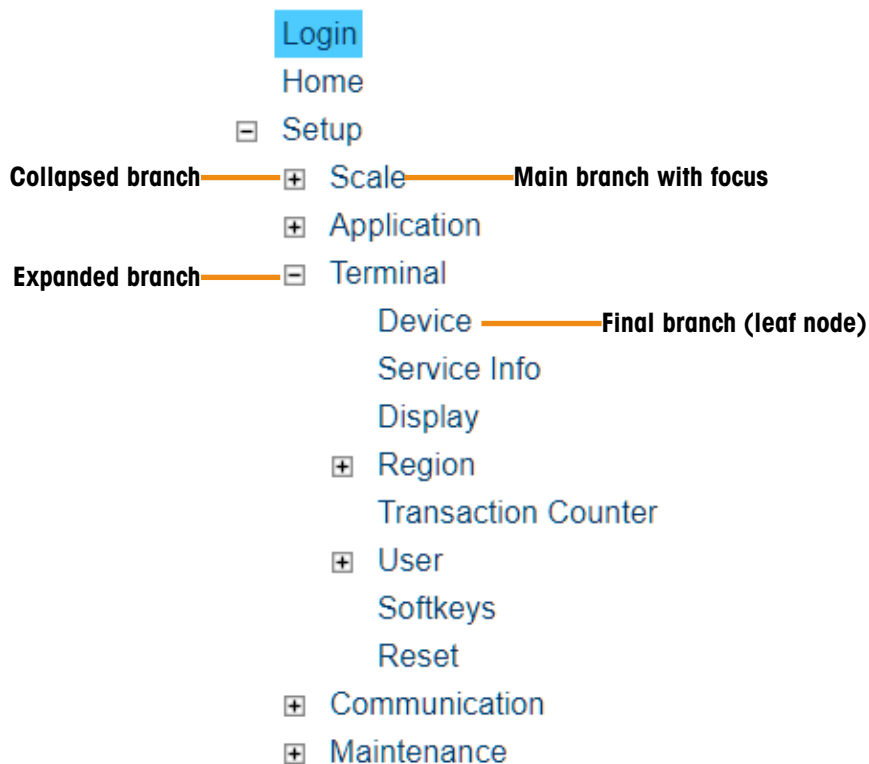 Login
Home
Setup
Collapsed branch Scale Main branch with focus
Application
Expanded branch Terminal
Device Final branch (leaf node)
Service Info
Display
Region
Transaction Counter
User
Softkeys
Reset
Communication
Maintenance